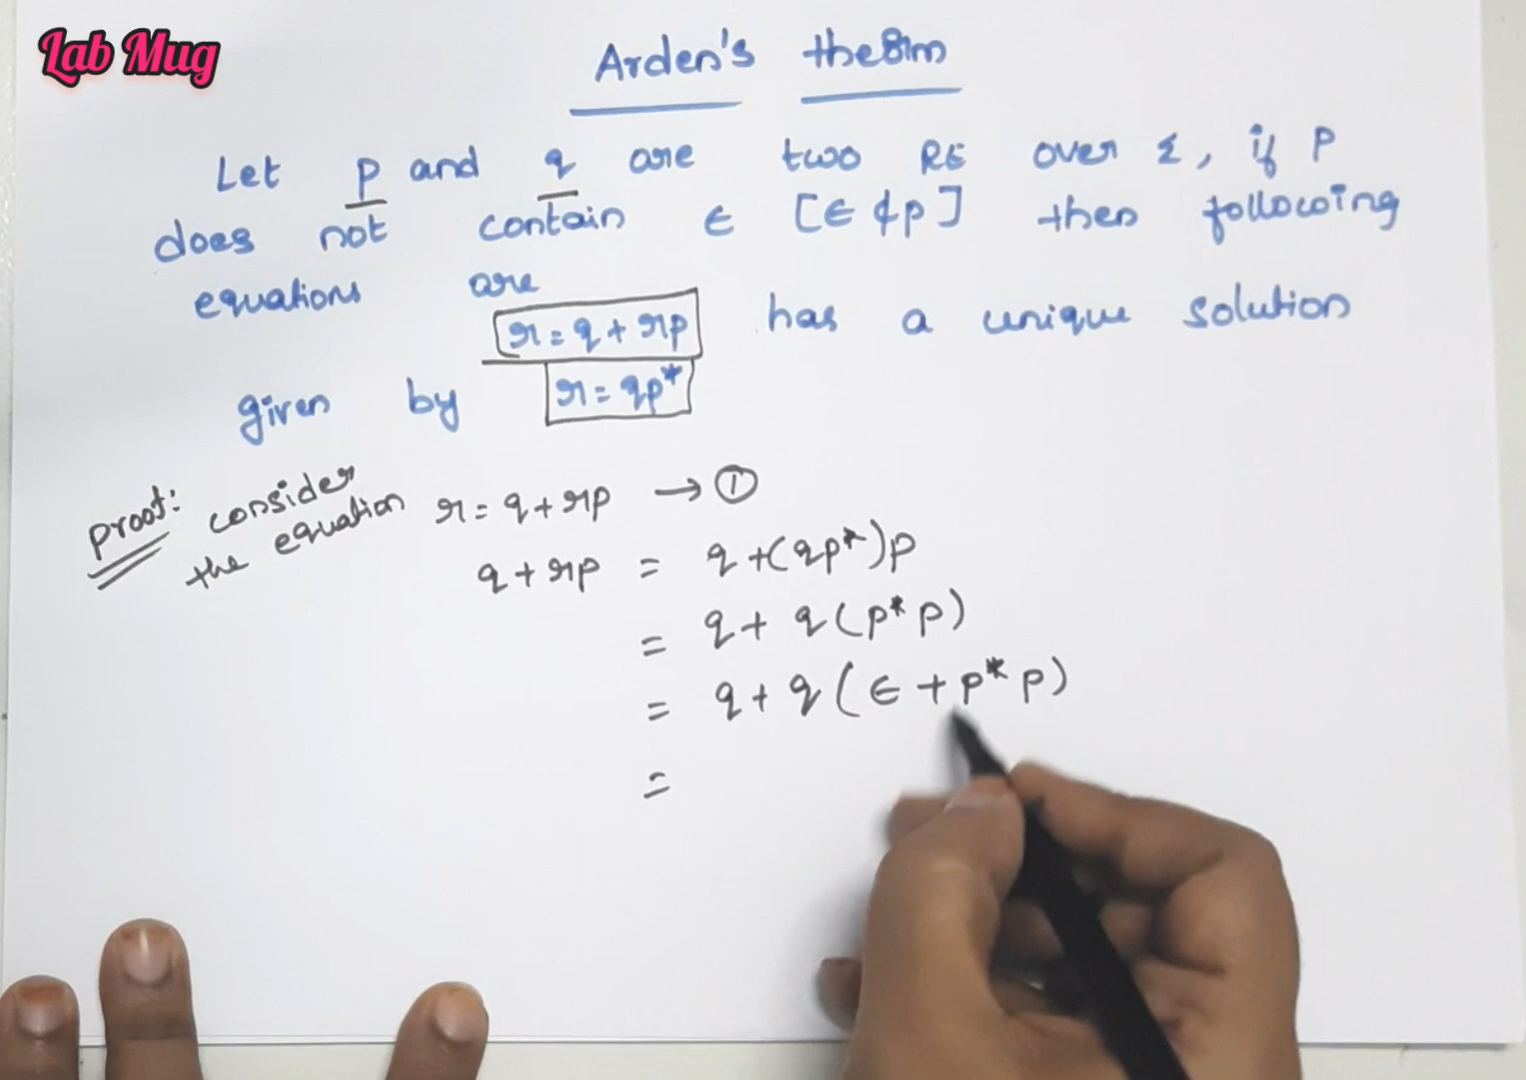 Lab Mug
Arden's theorm
Let p and q are two RE over Σ, if P
does not contain ϵ [ϵ ∉ p] then following
equations are
r = q + rp has a unique solution
given by r = qp*
proof: consider
the equation r = q + rp → ①
q + rp = q + (qp*)p
= q + q (p* p)
= q + q (ϵ + p* p)
=